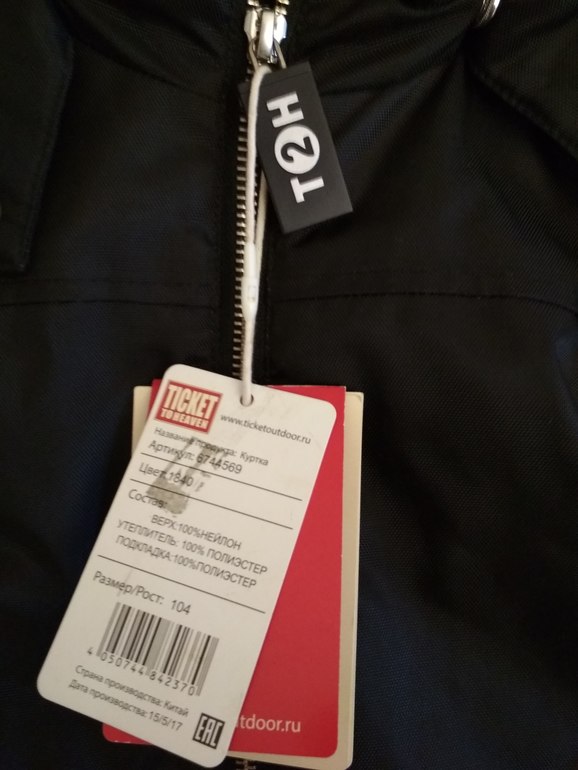 T2H
TICKET
TO HEAVEN
www.ticketoutdoor.ru
Название продукта: Куртка
Артикул: 6744569
Цвет: 1840
Состав:
ВЕРХ:100%НЕЙЛОН
УТЕПЛИТЕЛЬ: 100% ПОЛИЭСТЕР
ПОДКЛАДКА:100%ПОЛИЭСТЕР
Размер/Рост: 104
4 050744 842370
Страна производства: Китай
Дата производства: 15/5/17
EAC
tdoor.ru